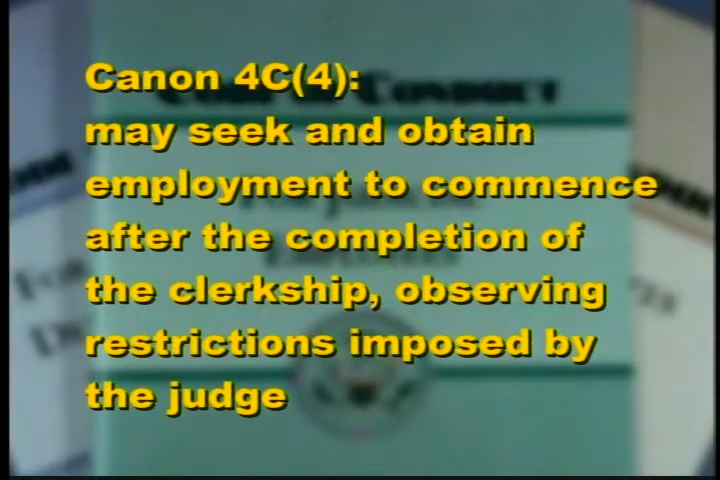 Canon 4C(4):
may seek and obtain
employment to commence
after the completion of
the clerkship, observing
restrictions imposed by
the judge